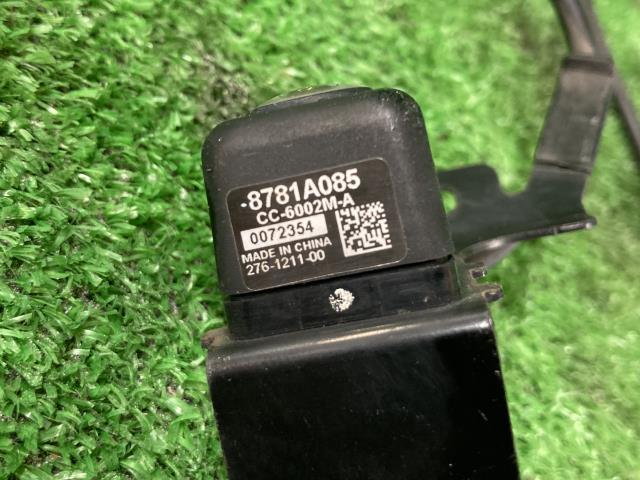 -8781A085
CC-6002M-A
0072354
MADE IN CHINA
276-1211-00